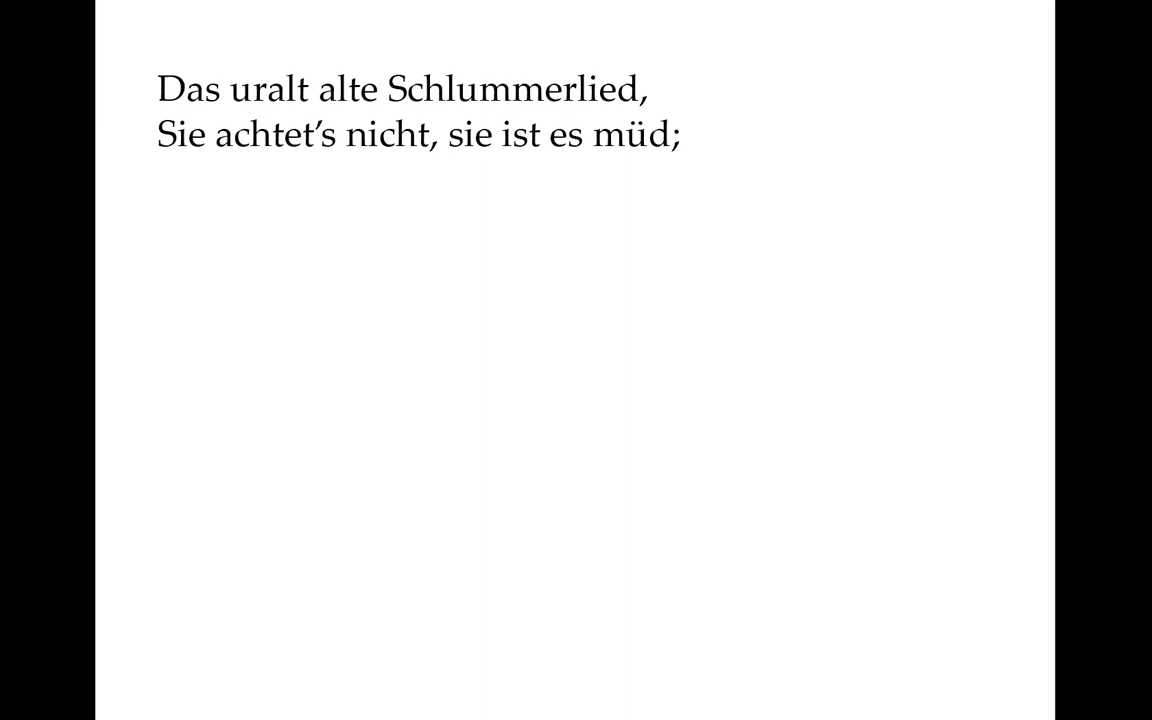 Das uralt alte Schlummerlied,
Sie achtet’s nicht, sie ist es müd;